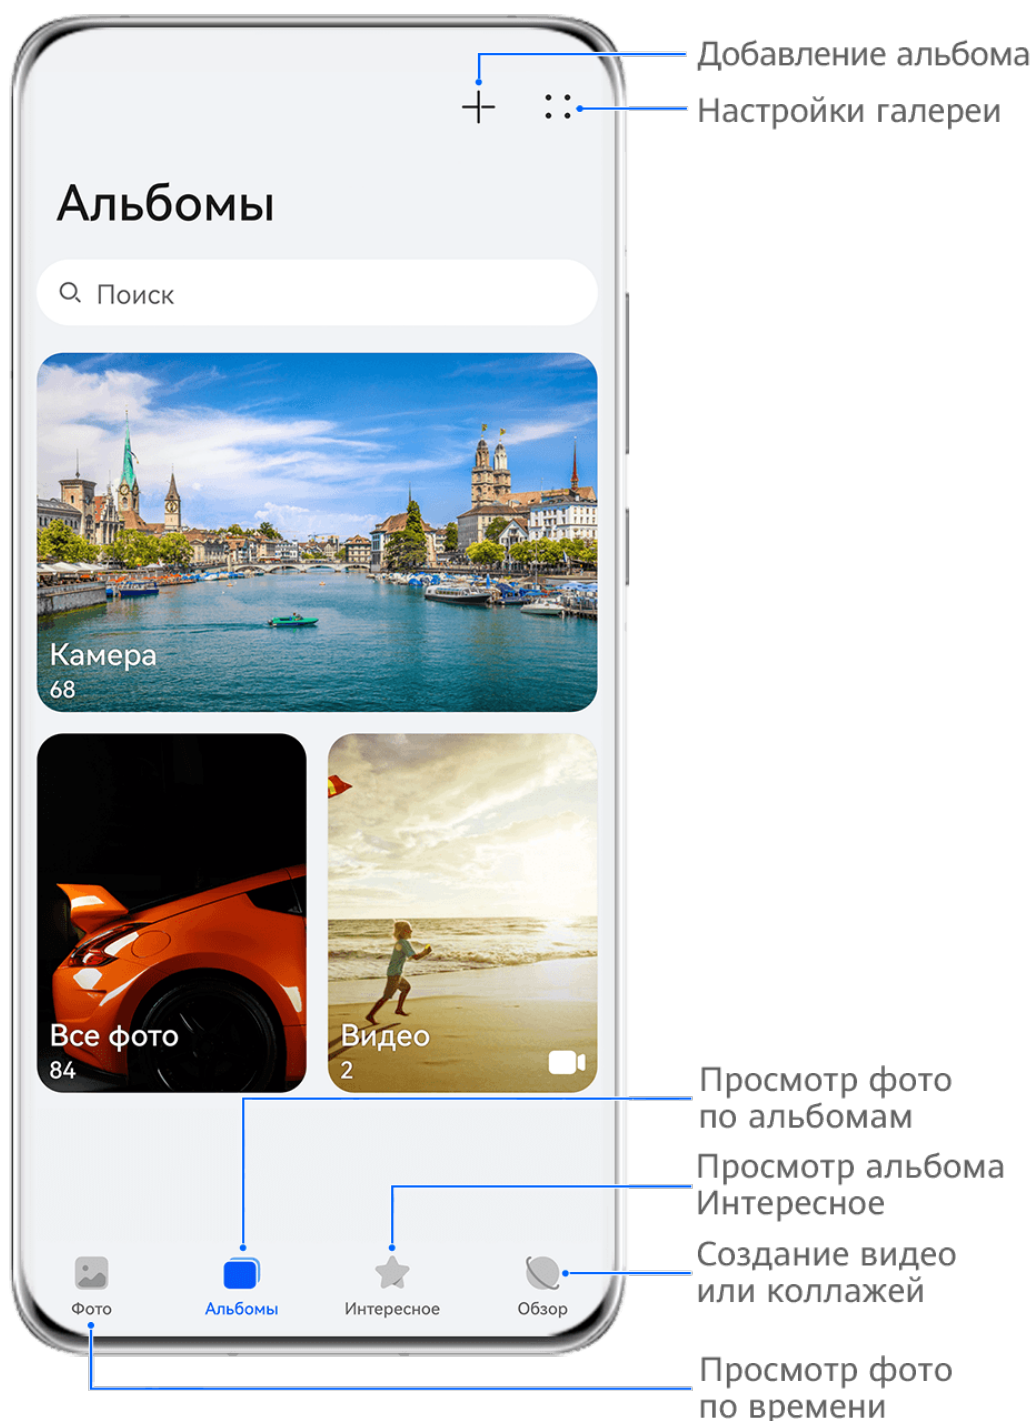 Добавление альбома
Настройки галереи
Альбомы
Поиск
Камера
68
Все фото
84
Видео
2
Просмотр фото
по альбомам
Просмотр альбома
Интересное
Создание видео
или коллажей
Фото
Альбомы
Интересное
Обзор
Просмотр фото
по времени